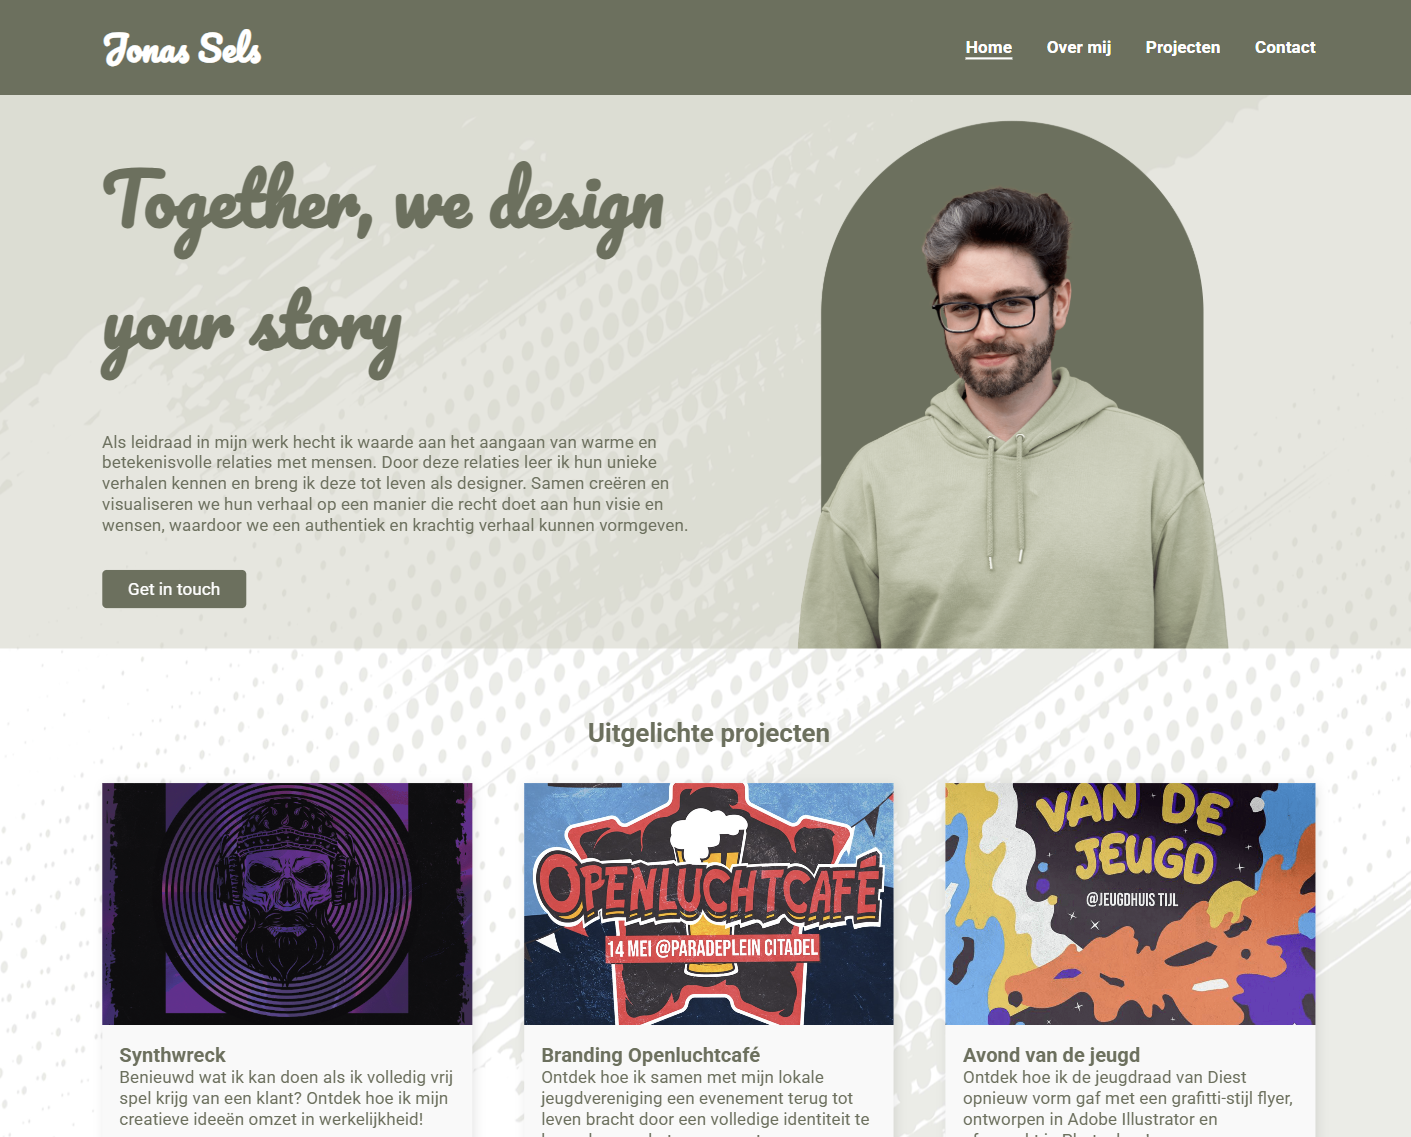 Jonas Sels
Home Over mij Projecten Contact
Together, we design
your story
Als leidraad in mijn werk hecht ik waarde aan het aangaan van warme en
betekenisvolle relaties met mensen. Door deze relaties leer ik hun unieke
verhalen kennen en breng ik deze tot leven als designer. Samen creëren en
visualiseren we hun verhaal op een manier die recht doet aan hun visie en
wensen, waardoor we een authentiek en krachtig verhaal kunnen vormgeven.
Get in touch
Uitgelichte projecten
OPENLUCHTCAFÉ
14 MEI @PARADEPLEIN CITADEL
VAN DE
JEUGD
@JEUGDHUIS TIJL
Synthwreck
Benieuwd wat ik kan doen als ik volledig vrij
spel krijg van een klant? Ontdek hoe ik mijn
creatieve ideeën omzet in werkelijkheid!
Branding Openluchtcafé
Ontdek hoe ik samen met mijn lokale
jeugdvereniging een evenement terug tot
leven bracht door een volledige identiteit te
Avond van de jeugd
Ontdek hoe ik de jeugdraad van Diest
opnieuw vorm gaf met een grafitti-stijl flyer,
ontworpen in Adobe Illustrator en